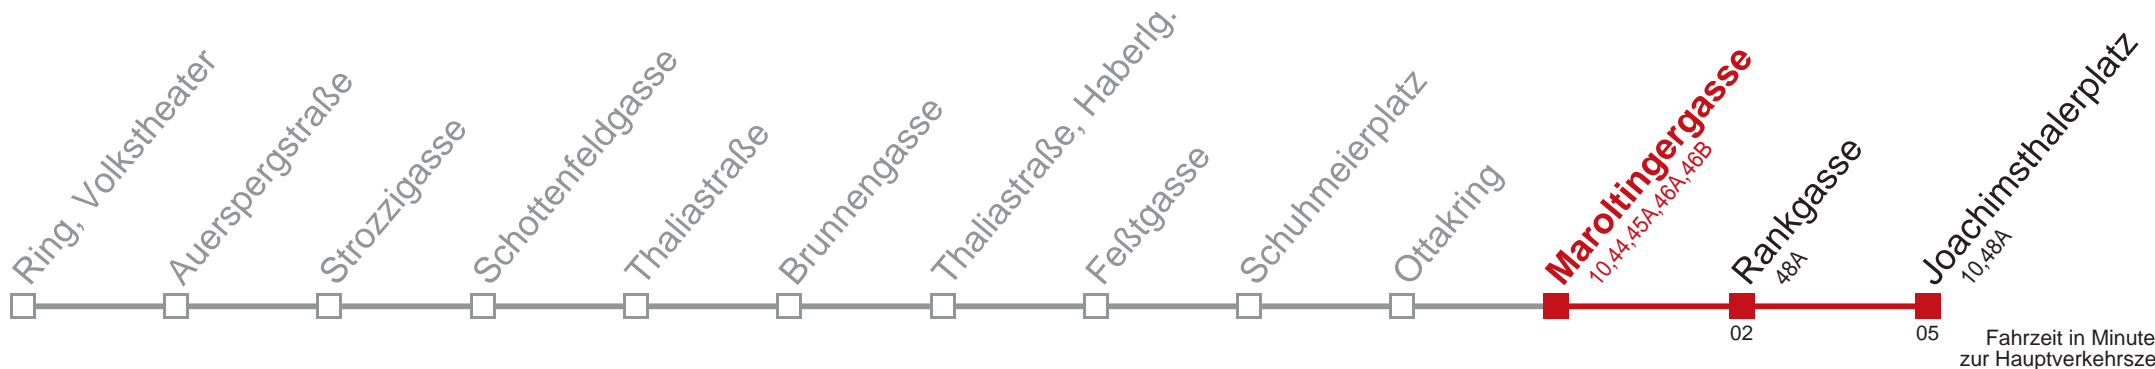 Ring, Volkstheater
Auerspergstraße
Strozzigasse
Schottenfeldgasse
Thaliastraße
Brunnengasse
Thaliastraße, Haberlg.
Feßtgasse
Schuhmeierplatz
Ottakring
Maroltingergasse
10,44,45A,46A,46B
Rankgasse
48A
Joachimsthalerplatz
10,48A
02
05
Fahrzeit in Minute
zur Hauptverkehrsze